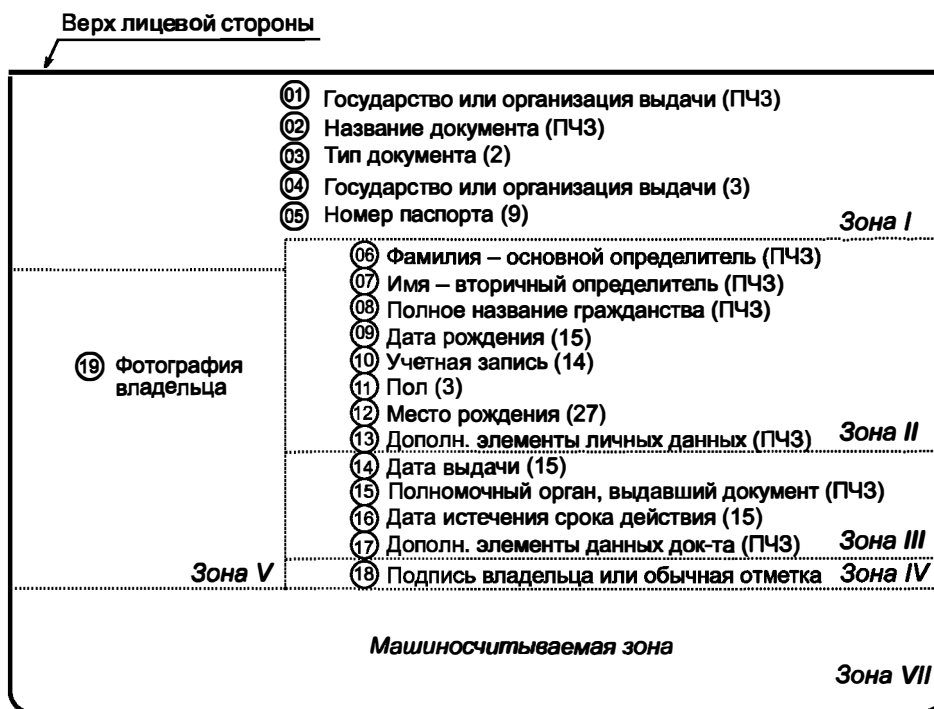 Верх лицевой стороны
01 Государство или организация выдачи (ПЧЗ)
02 Название документа (ПЧЗ)
03 Тип документа (2)
04 Государство или организация выдачи (3)
05 Номер паспорта (9)
Зона I
06 Фамилия – основной определитель (ПЧЗ)
07 Имя – вторичный определитель (ПЧЗ)
08 Полное название гражданства (ПЧЗ)
09 Дата рождения (15)
10 Учетная запись (14)
11 Пол (3)
12 Место рождения (27)
13 Дополн. элементы личных данных (ПЧЗ)
Зона II
14 Дата выдачи (15)
15 Полномочный орган, выдавший документ (ПЧЗ)
16 Дата истечения срока действия (15)
17 Дополн. элементы данных док-та (ПЧЗ)
Зона III
18 Подпись владельца или обычная отметка
Зона IV
19 Фотография
владельца
Зона V
Машиносчитываемая зона
Зона VII